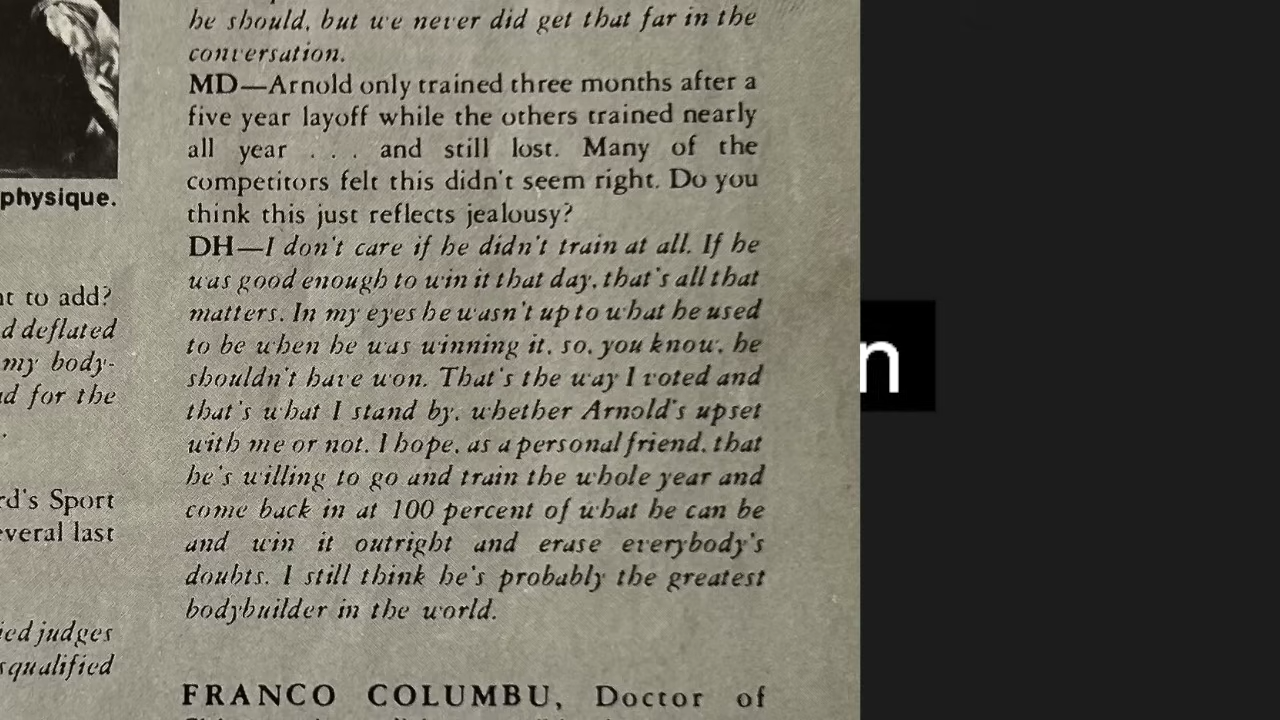 physique.
t to add?
d deflated
my body-
d for the
.
rd's Sport
everal last
ied judges
squalified
he should, but we never did get that far in the
conversation.
MD—Arnold only trained three months after a
five year layoff while the others trained nearly
all year . . . and still lost. Many of the
competitors felt this didn't seem right. Do you
think this just reflects jealousy?
DH—I don't care if he didn't train at all. If he
was good enough to win it that day, that's all that
matters. In my eyes he wasn't up to what he used
to be when he was winning it, so, you know, he
shouldn't have won. That's the way I voted and
that's what I stand by, whether Arnold's upset
with me or not. I hope, as a personal friend, that
he's willing to go and train the whole year and
come back in at 100 percent of what he can be
and win it outright and erase everybody's
doubts. I still think he's probably the greatest
bodybuilder in the world.
FRANCO COLUMBU, Doctor of
n